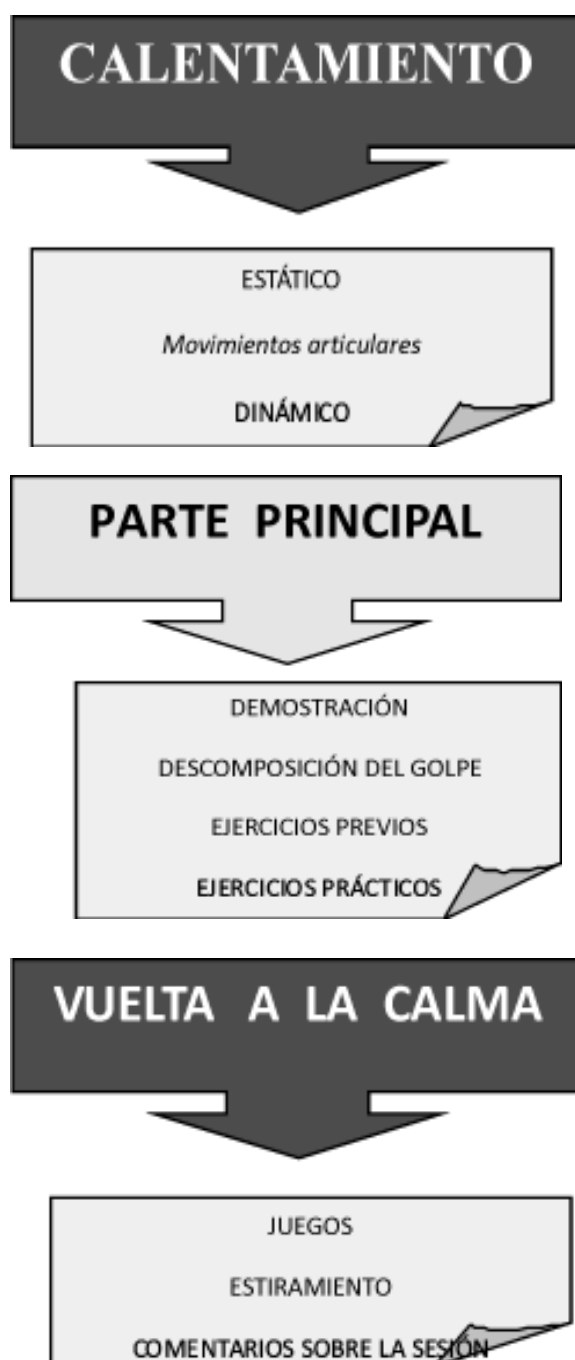 CALENTAMIENTO
ESTÁTICO
Movimientos articulares
DINÁMICO
PARTE PRINCIPAL
DEMOSTRACIÓN
DESCOMPOSICIÓN DEL GOLPE
EJERCICIOS PREVIOS
EJERCICIOS PRÁCTICOS
VUELTA A LA CALMA
JUEGOS
ESTIRAMIENTO
COMENTARIOS SOBRE LA SESIÓN